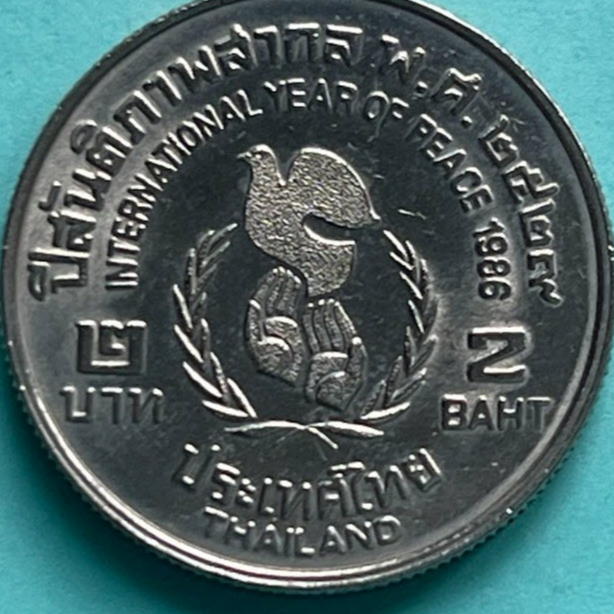 ปีสันติภาพสากล พ.ศ. ๒๕๒๙
INTERNATIONAL YEAR OF PEACE 1986
๒
บาท
2
BAHT
ประเทศไทย
THAILAND